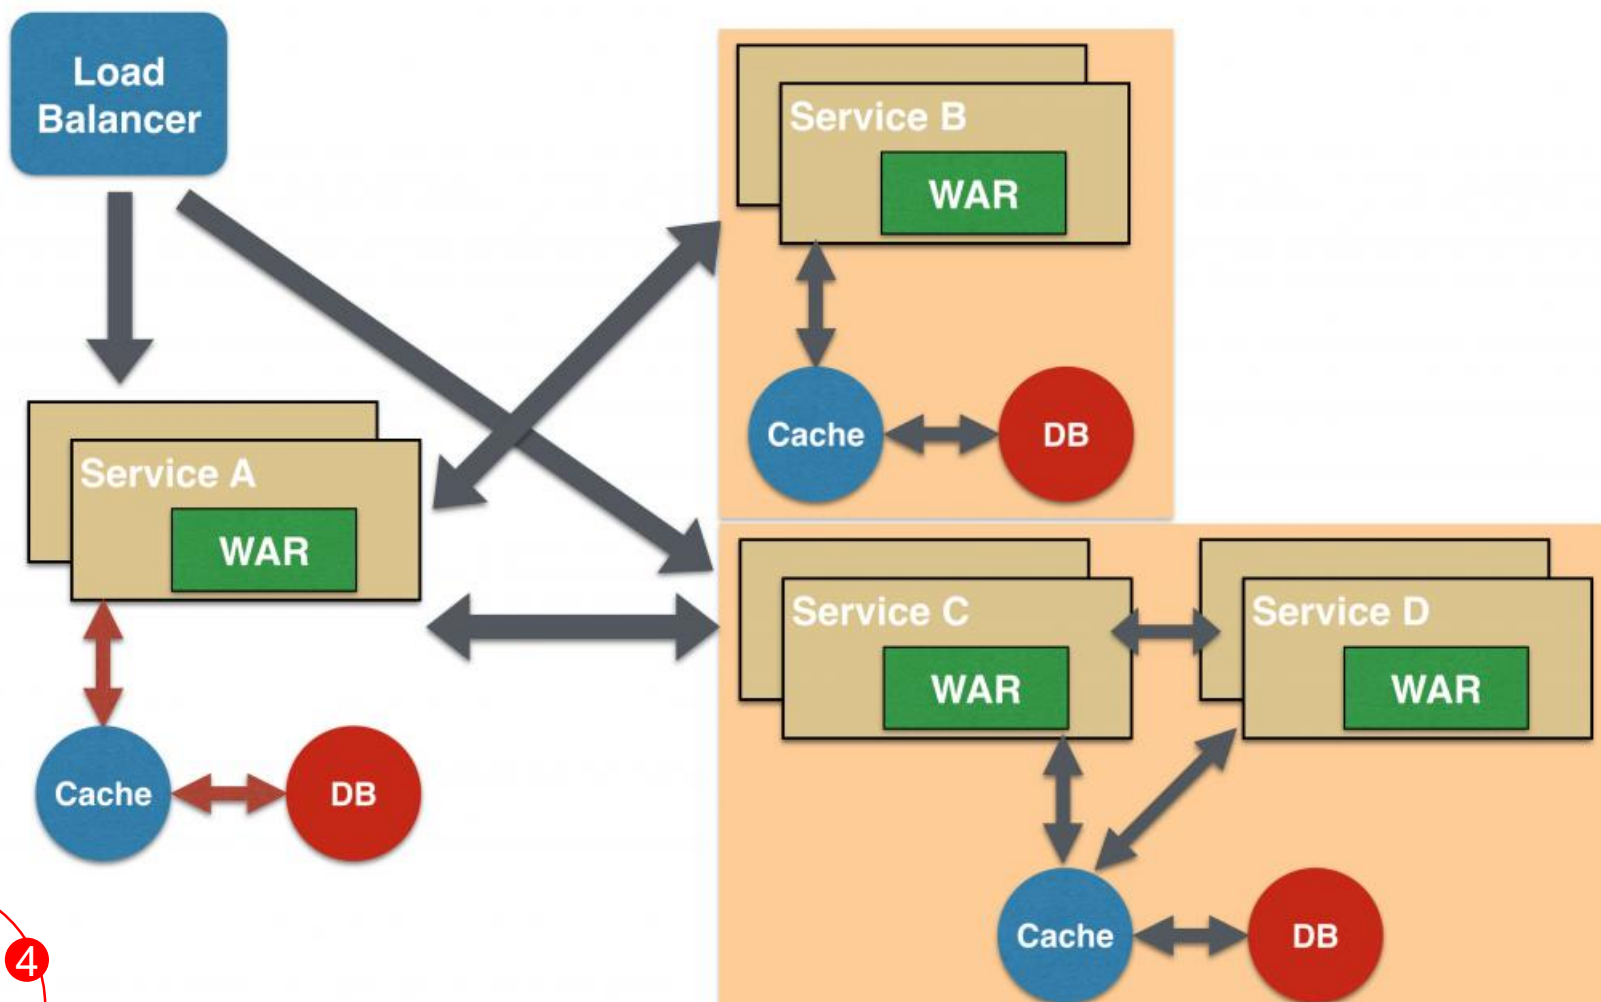 Load
Balancer
Service B
WAR
Cache
DB
Service A
WAR
Cache
DB
Service C
WAR
Service D
WAR
Cache
DB
4